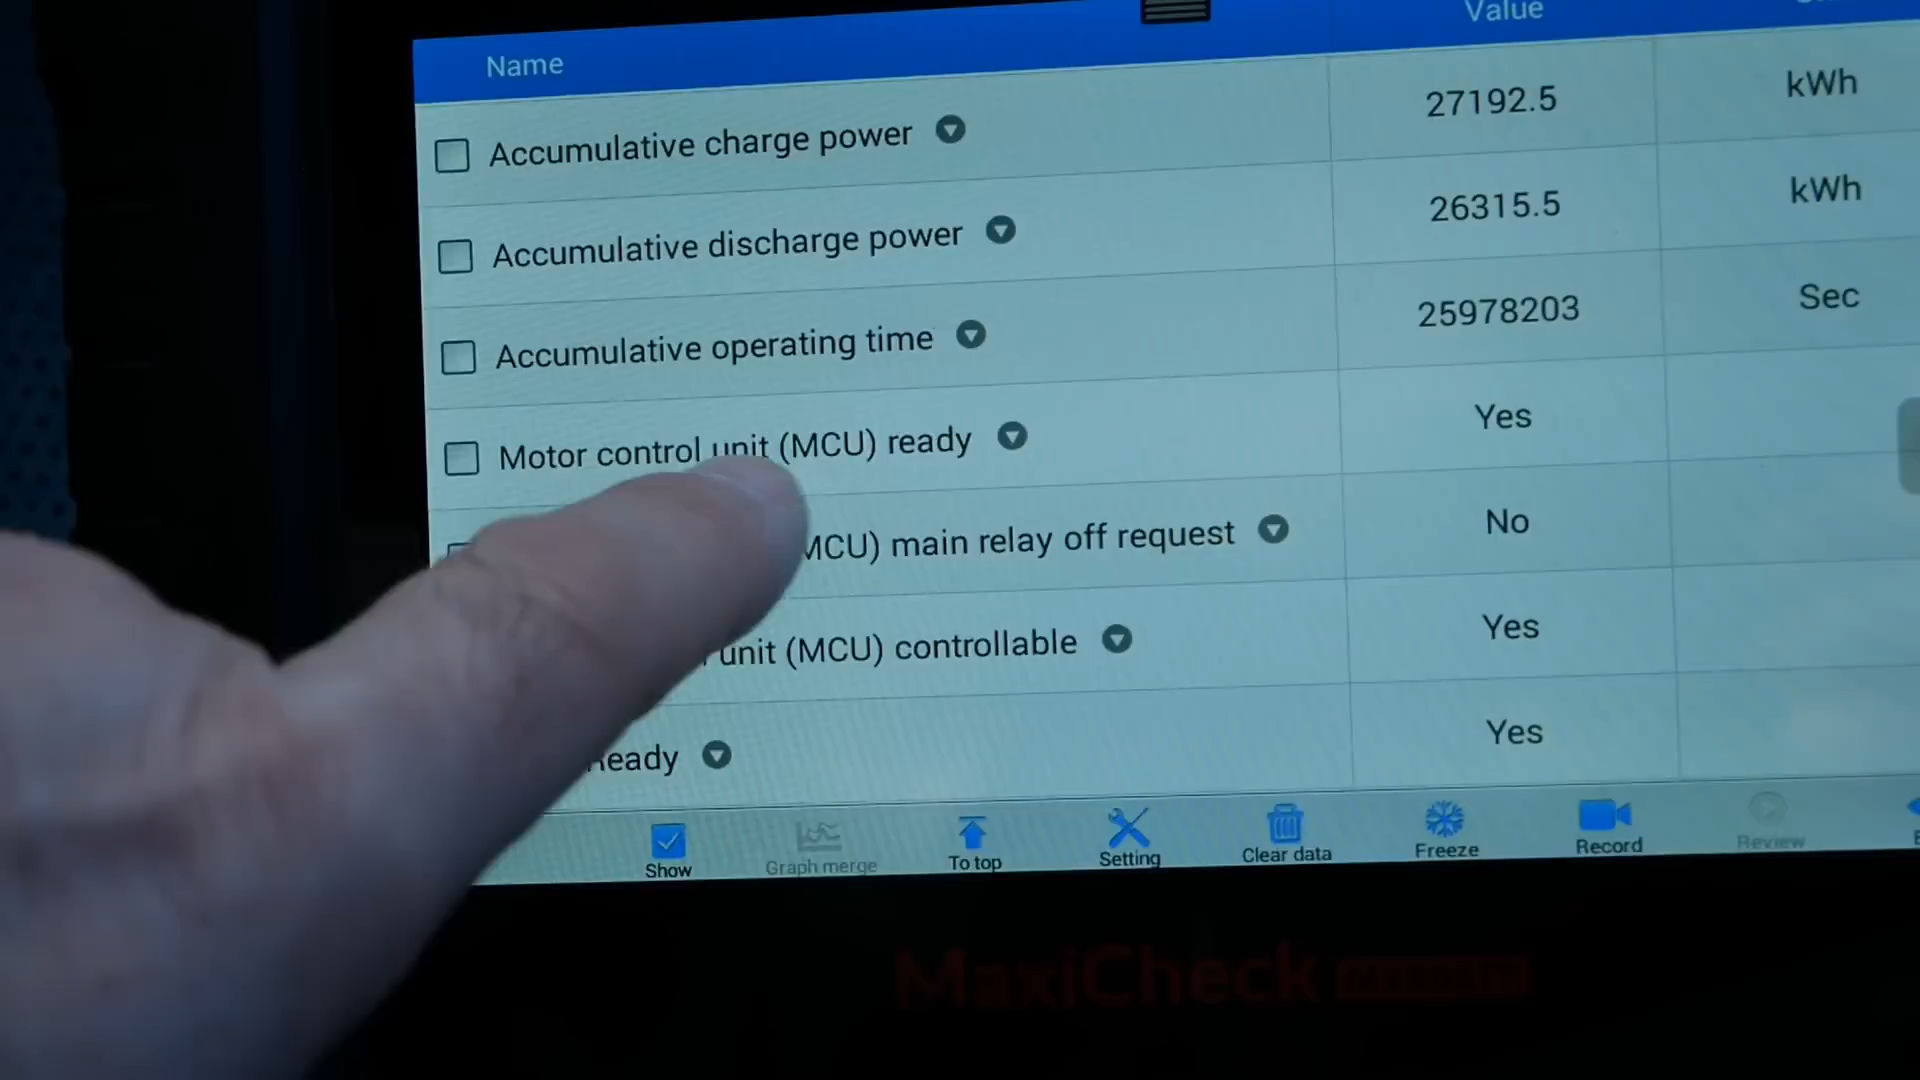 Name Value
Accumulative charge power 27192.5 kWh
Accumulative discharge power 26315.5 kWh
Accumulative operating time 25978203 Sec
Motor control unit (MCU) ready Yes
MCU) main relay off request No
unit (MCU) controllable Yes
Ready Yes
Show Graph merge To top Setting Clear data Freeze Record Review
MaxiCheck